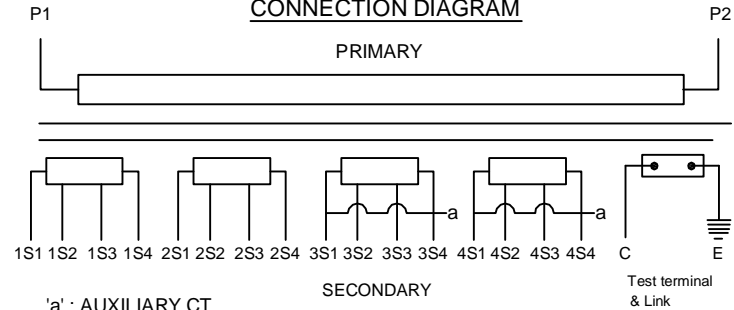 CONNECTION DIAGRAM
P1 P2
PRIMARY
a a
1S1 1S2 1S3 1S4 2S1 2S2 2S3 2S4 3S1 3S2 3S3 3S4 4S1 4S2 4S3 4S4 C E
Test terminal
& Link
SECONDARY
'a' : AUXILIARY CT